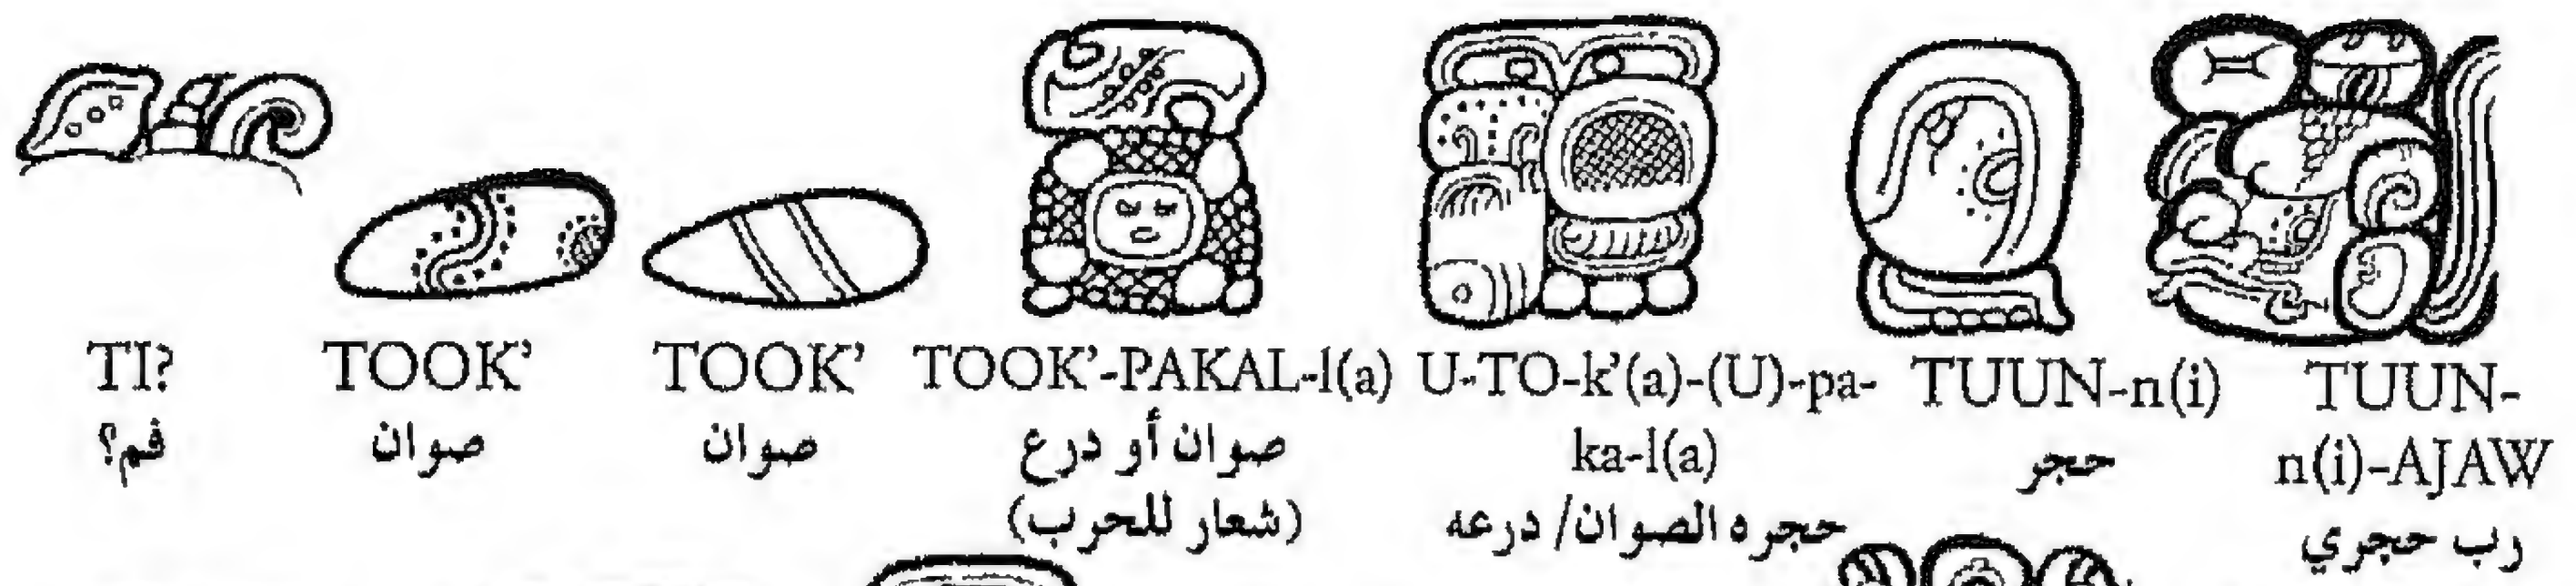 TI? TOOK’ TOOK’ TOOK’-PAKAL-l(a) U-TO-k’(a)-(U)-pa- TUUN-n(i) TUUN-
فم؟ صوان صوان صوان أو درع ka-l(a) حجر n(i)-AJAW
(شعار للحرب) حجره الصوان/ درعه رب حجري